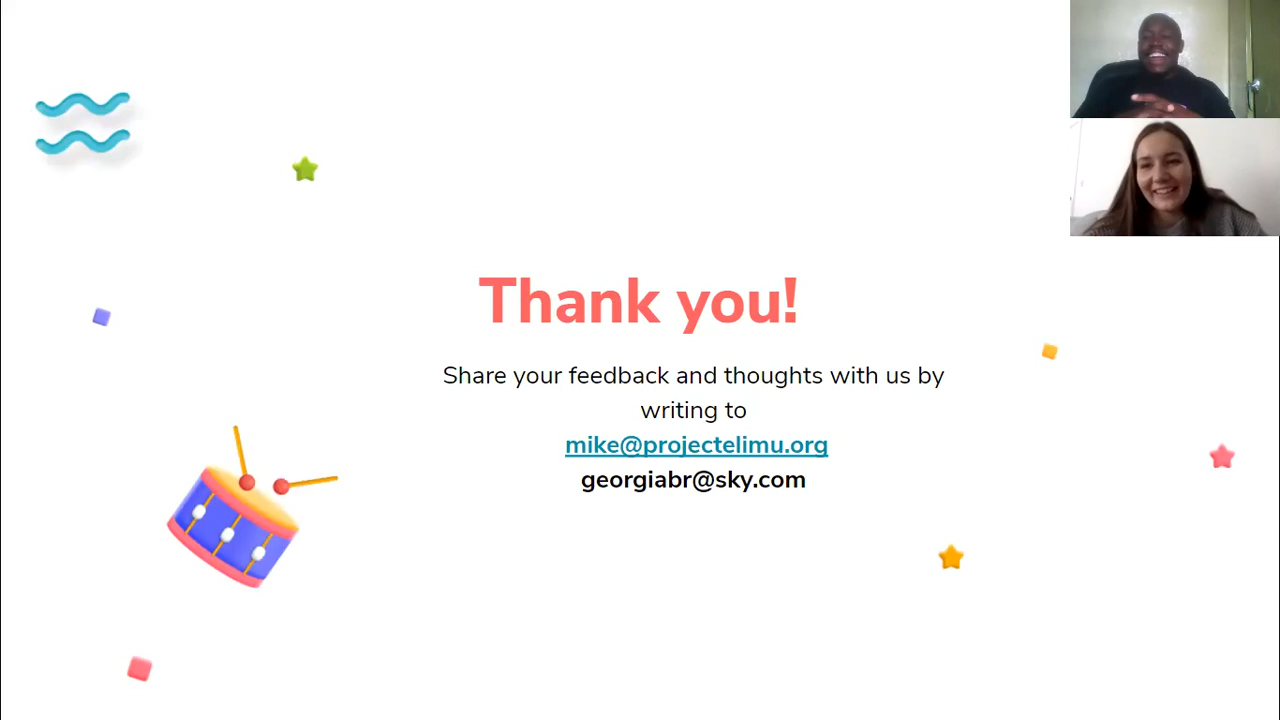 Thank you!
Share your feedback and thoughts with us by
writing to
mike@projectelimu.org
georgiabr@sky.com